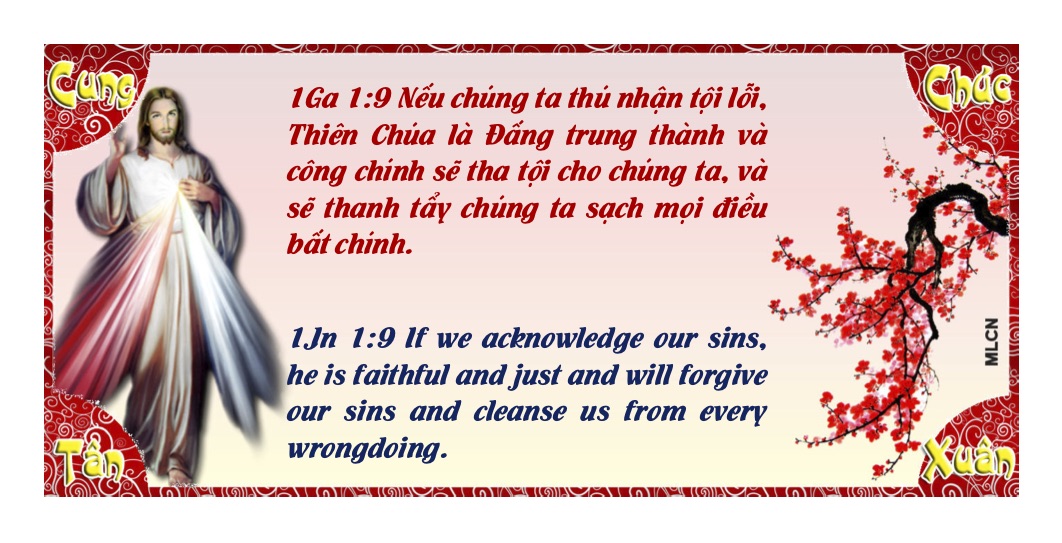 Cung
Chúc
1Ga 1:9 Nếu chúng ta thú nhận tội lỗi,
Thiên Chúa là Đấng trung thành và
công chính sẽ tha tội cho chúng ta, và
sẽ thanh tẩy chúng ta sạch mọi điều
bất chính.
1Jn 1:9 If we acknowledge our sins,
he is faithful and just and will forgive
our sins and cleanse us from every
wrongdoing.
MLCN
Tân
Xuân